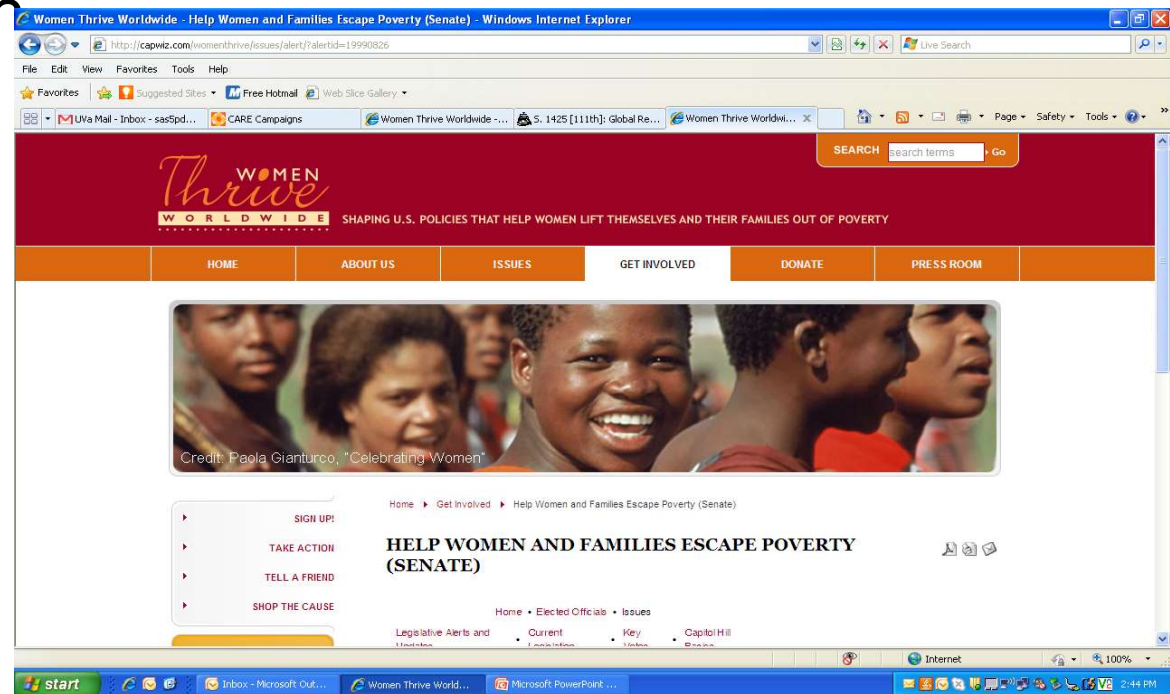 Women Thrive Worldwide - Help Women and Families Escape Poverty (Senate) - Windows Internet Explorer
http://capwiz.com/womenthrive/issues/alert/?alertid=19990826
Live Search
File Edit View Favorites Tools Help
Favorites Suggested Sites Free Hotmail Web Slice Gallery
UVa Mail - Inbox - sas5pd... CARE Campaigns Women Thrive Worldwide -... S. 1425 [111th]: Global Re... Women Thrive Worldwi... X Page Safety Tools »
SEARCH search terms Go
WOMEN
Thrive
WORLDWIDE
SHAPING U.S. POLICIES THAT HELP WOMEN LIFT THEMSELVES AND THEIR FAMILIES OUT OF POVERTY
HOME ABOUT US ISSUES GET INVOLVED DONATE PRESS ROOM
Credit: Paola Gianturco, "Celebrating Women"
Home Get Involved Help Women and Families Escape Poverty (Senate)
SIGN UP!
TAKE ACTION
TELL A FRIEND
SHOP THE CAUSE
HELP WOMEN AND FAMILIES ESCAPE POVERTY
(SENATE)
Home • Elected Officials • Issues
Legislative Alerts and • Current • Key • Capitol Hill
Internet 100%
start Inbox - Microsoft Out... Women Thrive World... Microsoft PowerPoint ... 2:44 PM